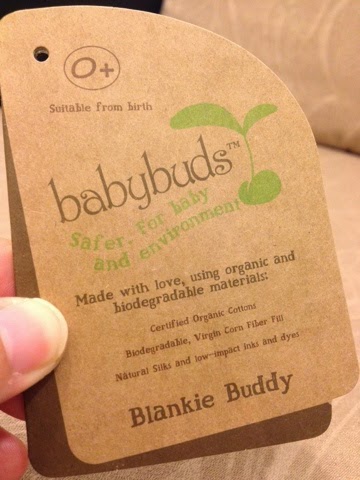 0+
Suitable from birth
babybuds™
safer, for baby
and environment
Made with love, using organic and
biodegradable materials:
Certified Organic Cottons
Biodegradable, Virgin Corn Fiber Fill
Natural Silks and low-impact inks and dyes
Blankie Buddy